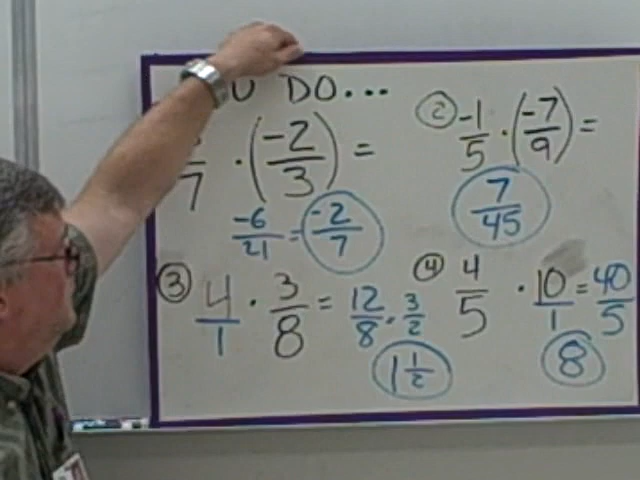 DO...
7 · (-2/3) =
-6/21 = -2/7
② -1/5 · (-7/9) =
7/45
③ 4/1 · 3/8 = 12/8 · 3/2
1 1/2
④ 4/5 · 10/1 = 40/5
8